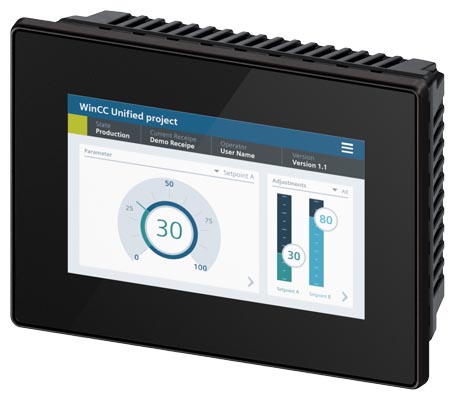 WinCC Unified project
State
Production
Current Receipe
Demo Receipe
Operator
User Name
Version
Version 1.1
Parameter
Setpoint A
50
25
75
30
0
100
Adjustments
All
80
30
Setpoint A
Setpoint B